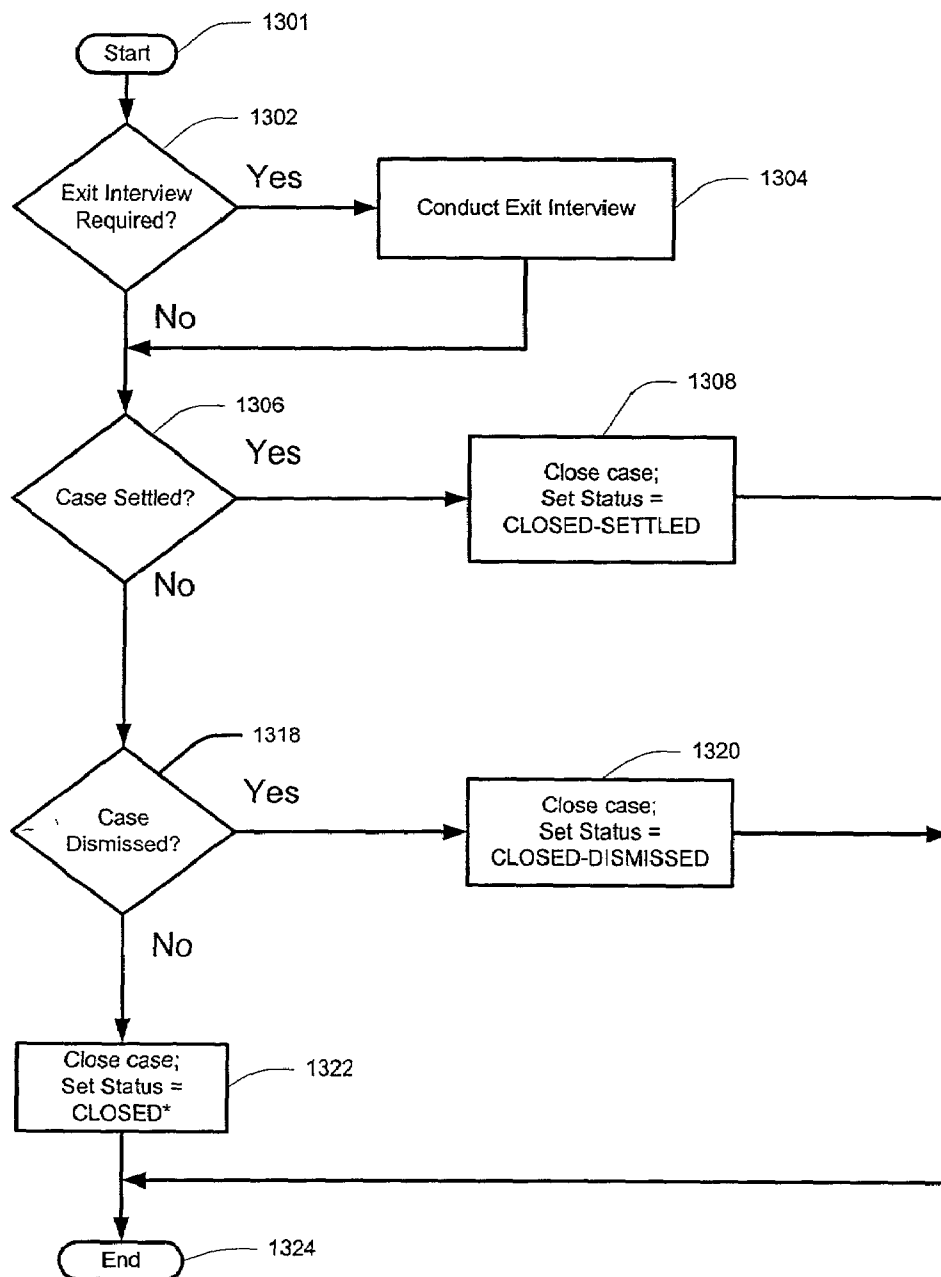 1301
Start
1302
Exit Interview
Required?
Yes
Conduct Exit Interview
1304
No
1306
Case Settled?
Yes
1308
Close case;
Set Status =
CLOSED-SETTLED
No
1318
Case
Dismissed?
Yes
1320
Close case;
Set Status =
CLOSED-DISMISSED
No
Close case;
Set Status =
CLOSED*
1322
End
1324